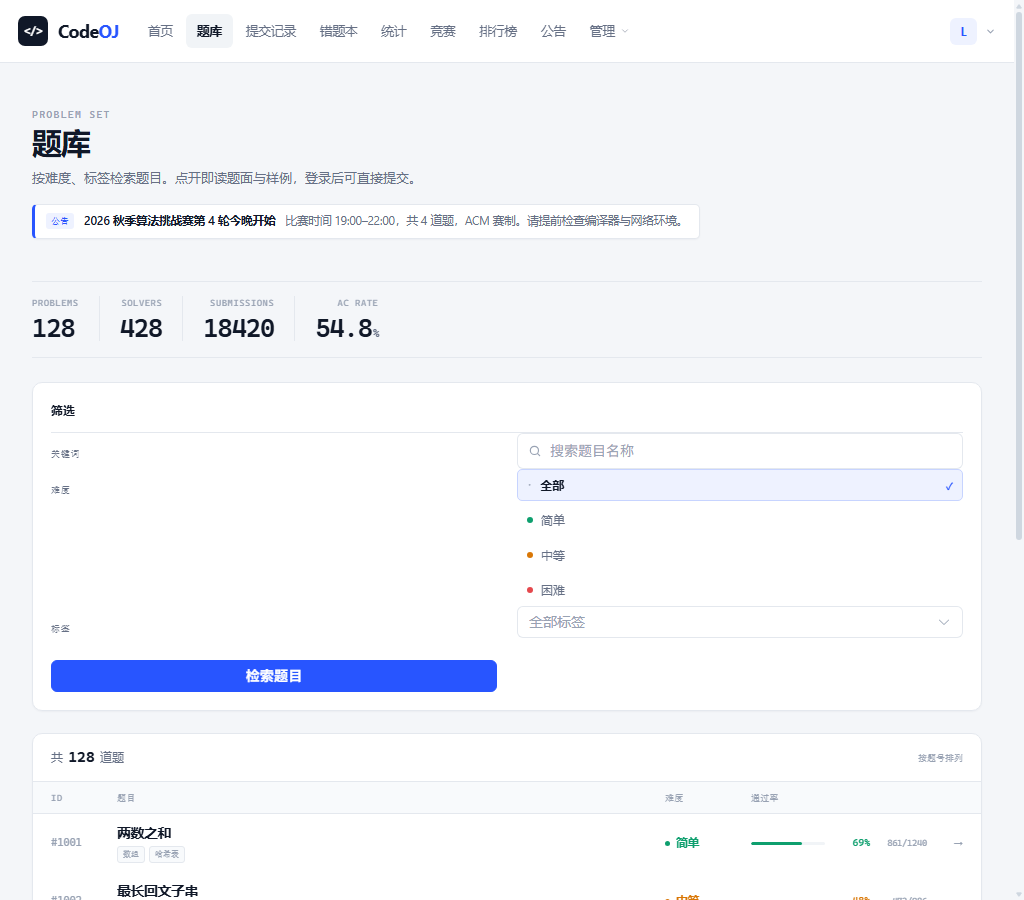 </> CodeOJ 首页 题库 提交记录 错题本 统计 竞赛 排行榜 公告 管理 L
PROBLEM SET
题库
按难度、标签检索题目。点开即读题面与样例，登录后可直接提交。
公告 2026 秋季算法挑战赛第 4 轮今晚开始 比赛时间 19:00–22:00，共 4 道题，ACM 赛制。请提前检查编译器与网络环境。
PROBLEMS SOLVERS SUBMISSIONS AC RATE
128 428 18420 54.8%
筛选
关键词 搜索题目名称
难度 · 全部 ✓
简单
中等
困难
标签 全部标签
检索题目
共 128 道题 按题号排列
ID 题目 难度 通过率
#1001 两数之和 简单 69% 861/1240 →
数组 哈希表
#1002 最长回文子串 中等 48%